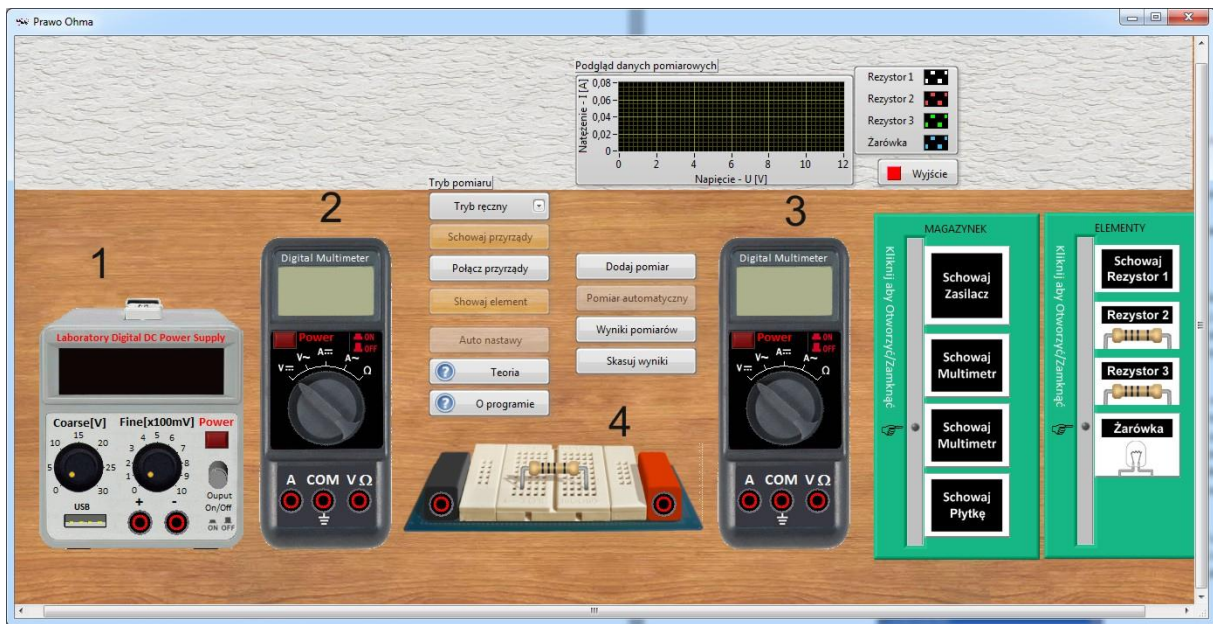 Prawo Ohma
Podgląd danych pomiarowych
Natężenie - I [A]
0,08
0,06
0,04
0,02
0
0 2 4 6 8 10 12
Napięcie - U [V]
Rezystor 1
Rezystor 2
Rezystor 3
Żarówka
Wyjście
Tryb pomiaru
Tryb ręczny
Schowaj przyrządy
Połącz przyrządy
Showaj element
Auto nastawy
Teoria
O programie
Dodaj pomiar
Pomiar automatyczny
Wyniki pomiarów
Skasuj wyniki
1
Laboratory Digital DC Power Supply
Coarse[V] Fine[x100mV] Power
0 5 10 15 20 25 30
0 1 2 3 4 5 6 7 8 9 10
USB
+ -
Ouput
On/Off
ON OFF
2
Digital Multimeter
Power ON
OFF
V⎓ V~ A⎓ A~ Ω
A COM V Ω
4
3
Digital Multimeter
Power ON
OFF
V⎓ V~ A⎓ A~ Ω
A COM V Ω
MAGAZYNEK
Kliknij aby Otworzyć/Zamknąć
Schowaj
Zasilacz
Schowaj
Multimetr
Schowaj
Multimetr
Schowaj
Płytkę
ELEMENTY
Kliknij aby Otworzyć/Zamknąć
Schowaj
Rezystor 1
Rezystor 2
Rezystor 3
Żarówka